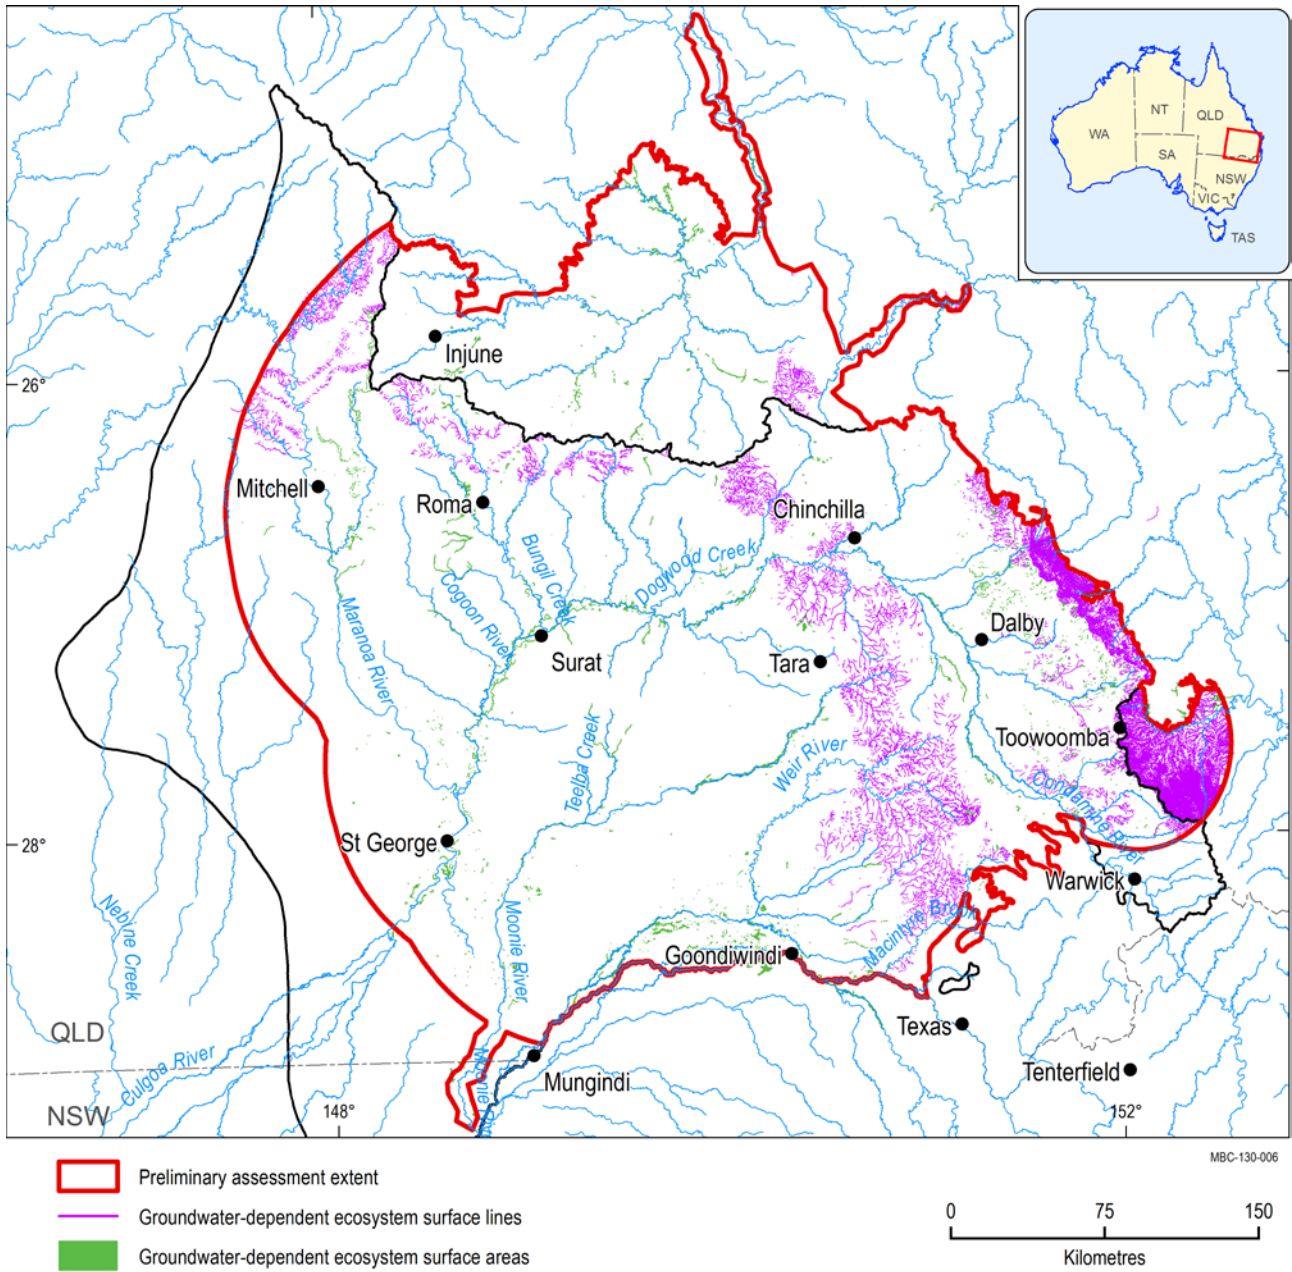 NT
QLD
WA
SA
NSW
VIC
TAS
Injune
26°
Mitchell
Roma
Chinchilla
Bungil Creek
Dogwood Creek
Cogoon River
Maranoa River
Surat
Dalby
Tara
Toowoomba
Weir River
Teelba Creek
Condamine River
St George
28°
Warwick
Nebine Creek
Moonie River
Macintyre Brook
Goondiwindi
Texas
QLD
Culgoa River
Mungindi
Moonie River
Tenterfield
NSW
148°
152°
MBC-130-006
Preliminary assessment extent
Groundwater-dependent ecosystem surface lines
Groundwater-dependent ecosystem surface areas
0 75 150
Kilometres